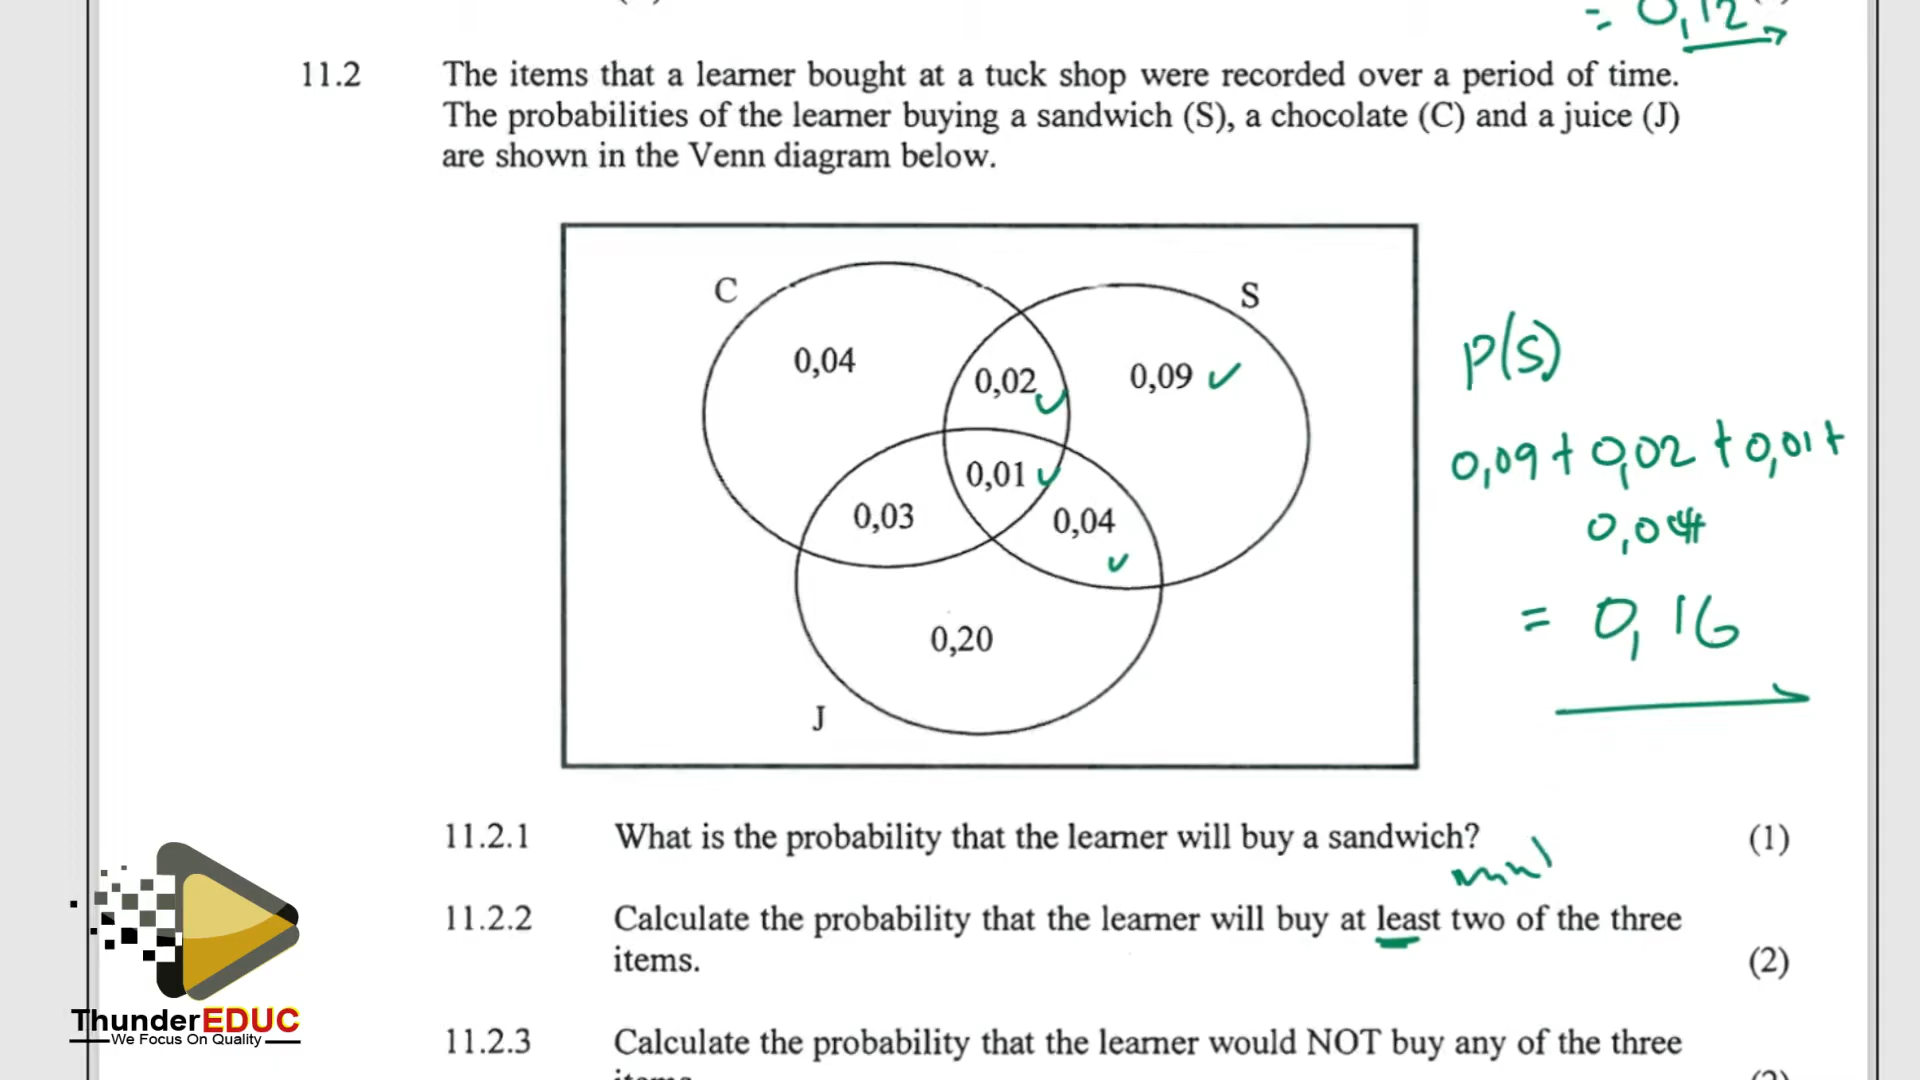 = 0,12
11.2 The items that a learner bought at a tuck shop were recorded over a period of time.
The probabilities of the learner buying a sandwich (S), a chocolate (C) and a juice (J)
are shown in the Venn diagram below.
C
S
0,04
0,02
0,09
P(S)
0,09 + 0,02 + 0,01 +
0,01
0,03
0,04
0,04
= 0,16
0,20
J
11.2.1 What is the probability that the learner will buy a sandwich? (1)
11.2.2 Calculate the probability that the learner will buy at least two of the three
items. (2)
11.2.3 Calculate the probability that the learner would NOT buy any of the three
ThunderEDUC
We Focus On Quality